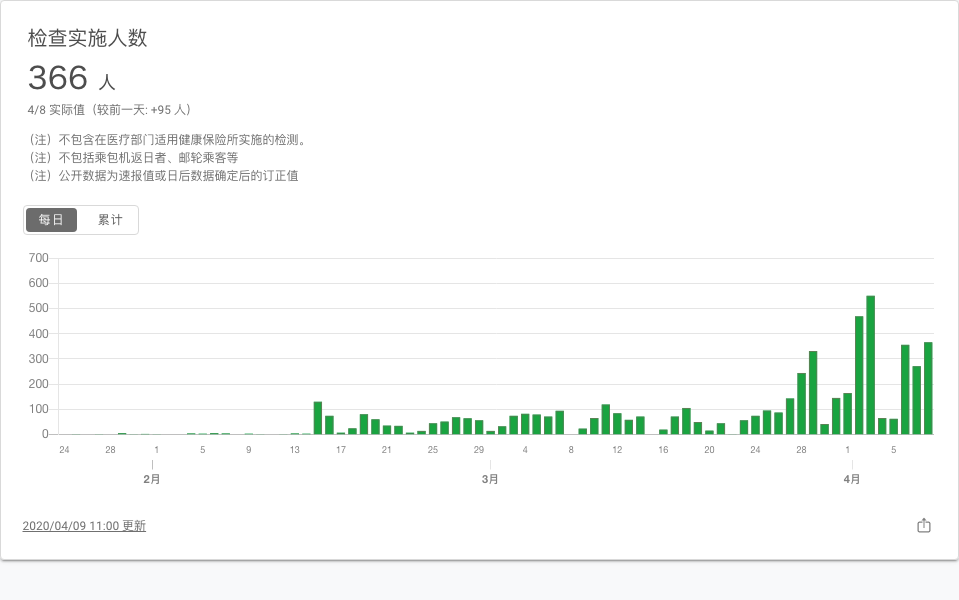 检查实施人数
366 人
4/8 实际值（较前一天: +95 人）
（注）不包含在医疗部门适用健康保险所实施的检测。
（注）不包括乘包机返日者、邮轮乘客等
（注）公开数据为速报值或日后数据确定后的订正值
每日 累计
700
600
500
400
300
200
100
0
24 28 1 5 9 13 17 21 25 29 4 8 12 16 20 24 28 1 5
2月 3月 4月
2020/04/09 11:00 更新